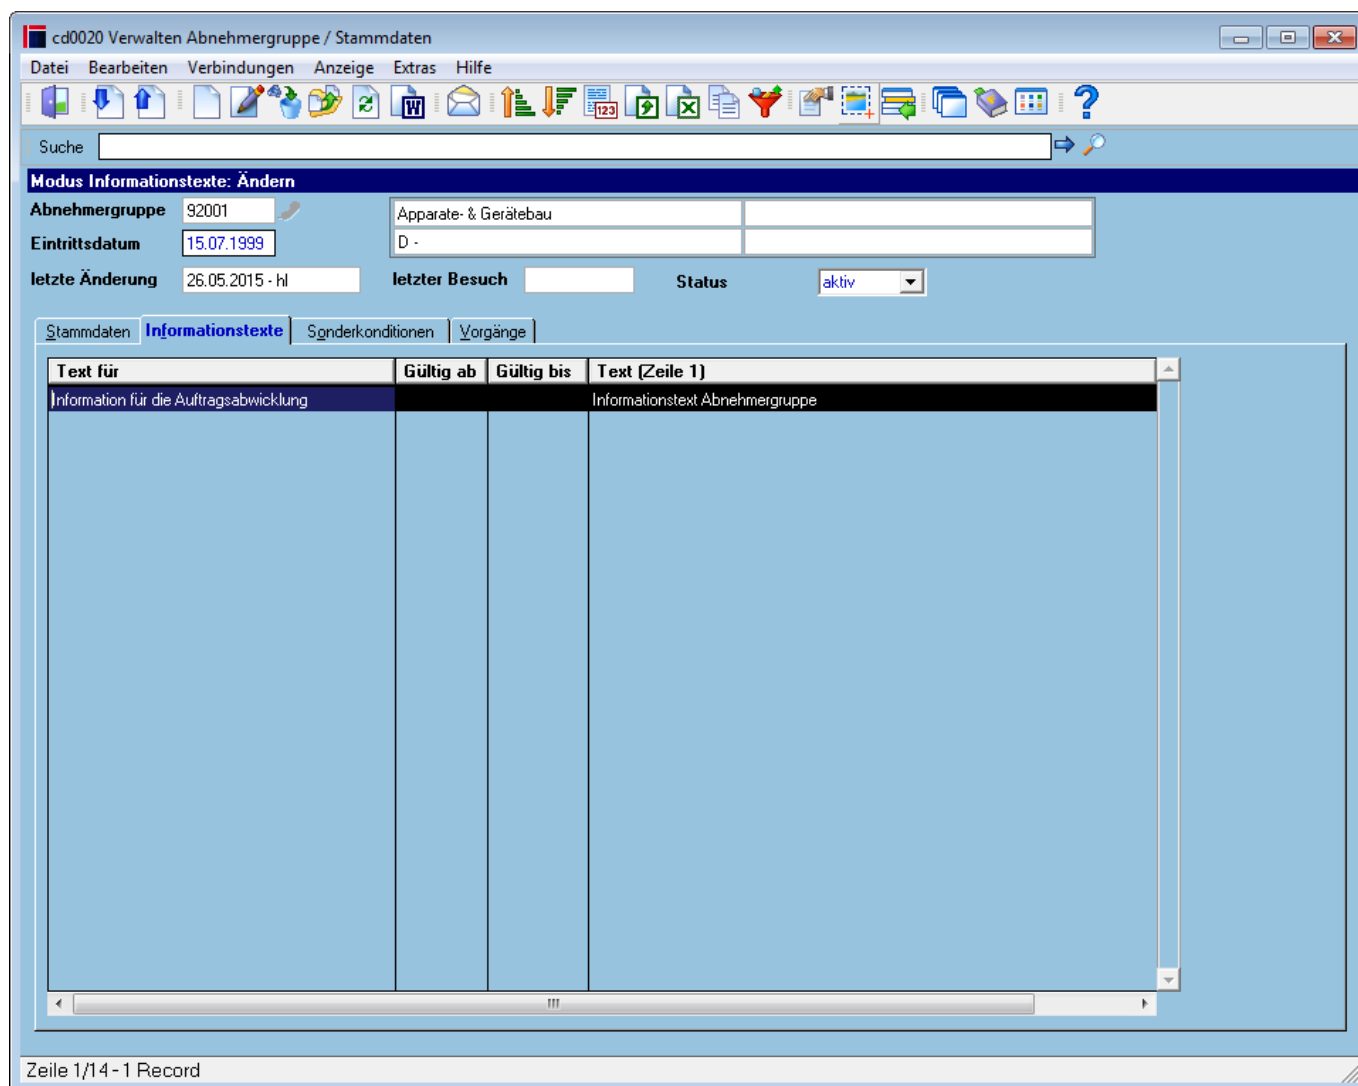 cd0020 Verwalten Abnehmergruppe / Stammdaten
Datei Bearbeiten Verbindungen Anzeige Extras Hilfe
W 123
Suche
Modus Informationstexte: Ändern
Abnehmergruppe 92001 Apparate- & Gerätebau
Eintrittsdatum 15.07.1999 D -
letzte Änderung 26.05.2015 - hl letzter Besuch Status aktiv
Stammdaten Informationstexte Sonderkonditionen Vorgänge
Text für Gültig ab Gültig bis Text (Zeile 1)
Information für die Auftragsabwicklung Informationstext Abnehmergruppe
Zeile 1/14 - 1 Record